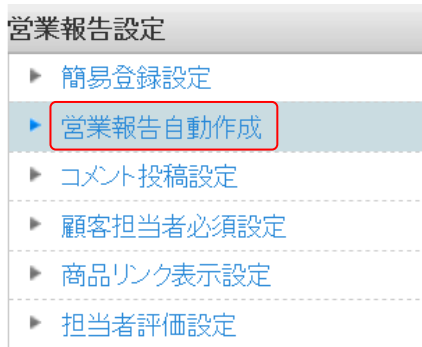 営業報告設定
簡易登録設定
営業報告自動作成
コメント投稿設定
顧客担当者必須設定
商品リンク表示設定
担当者評価設定